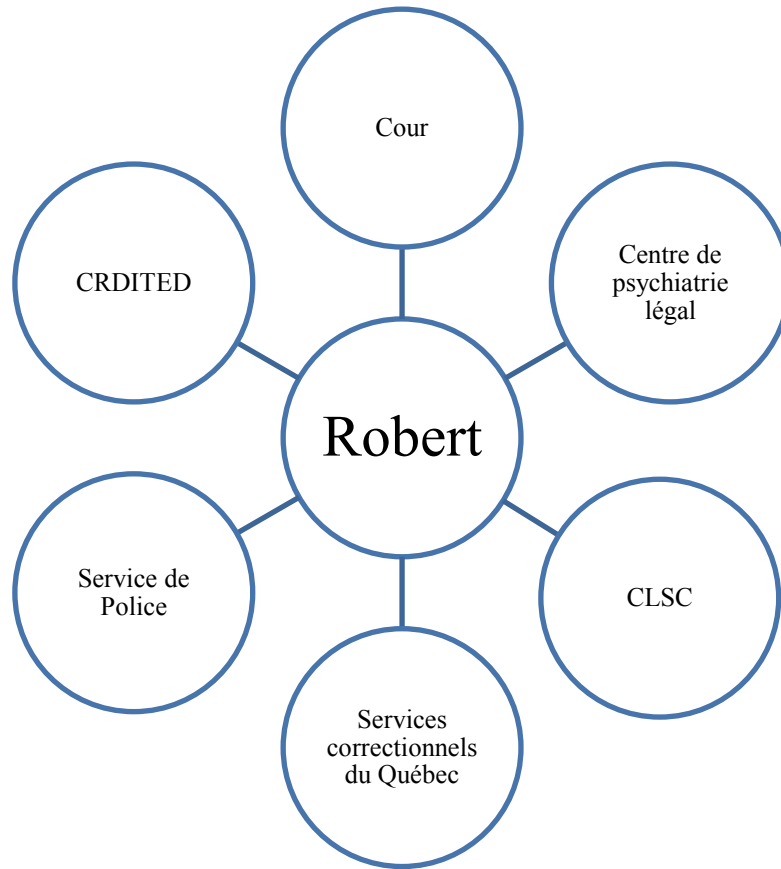 Cour
CRDITED
Centre de
psychiatrie
légal
Robert
Service de
Police
CLSC
Services
correctionnels
du Québec